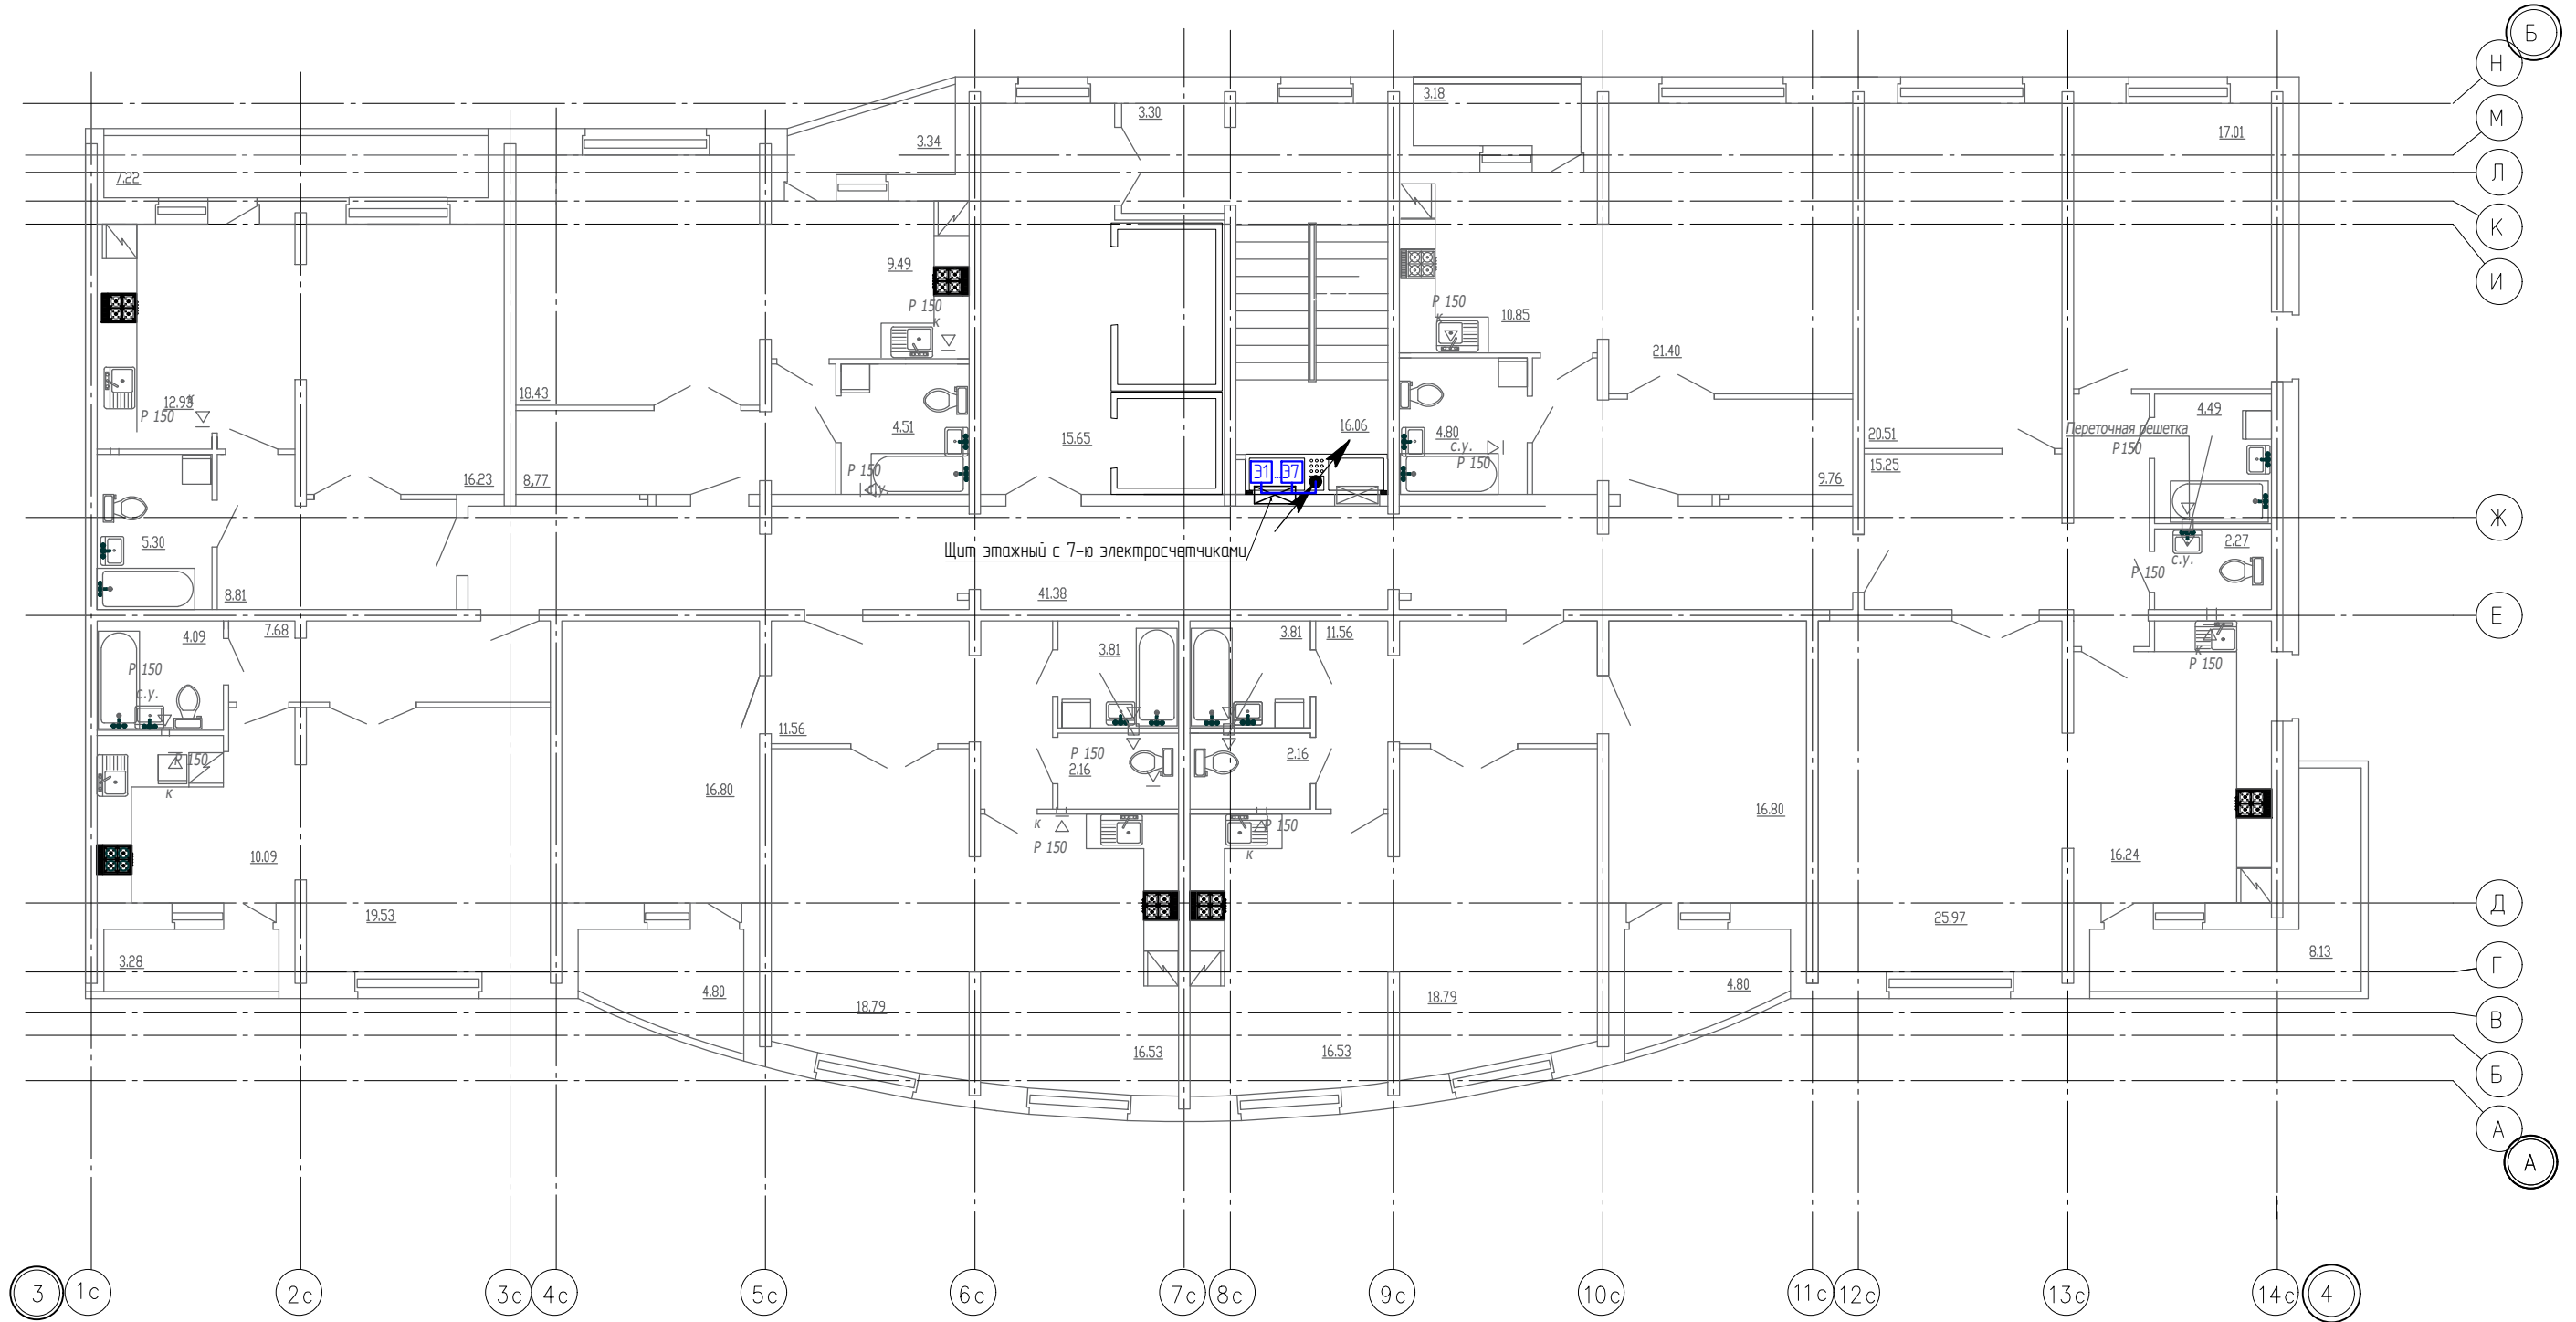 Б
Н
М
Л
К
И
Ж
Е
Д
Г
В
Б
А
А
3.18
3.30
17.01
3.34
7.22
9.49
Р 150
к
Р 150
к
10.85
21.40
18.43
12.93
к
Р 150
4.51
15.65
16.06
4.80
с.у.
Р 150
20.51
15.25
4.49
Переточная решетка
Р150
16.23
8,77
Р 150
с.у.
Э1
Э7
9.76
5.30
Щит этажный с 7-ю электросчетчиками
2.27
с.у.
Р 150
8.81
41.38
4.09
7.68
3.81
3.81
11.56
Р 150
с.у.
к
Р 150
11.56
Р 150
2.16
2.16
Р 150
к
16.80
16.80
к
Р 150
Р 150
к
10.09
16.24
19.53
25.97
3.28
8.13
4.80
18.79
18.79
4.80
16.53
16.53
3
1с
2с
3с
4с
5с
6с
7с
8с
9с
10с
11с
12с
13с
14с
4